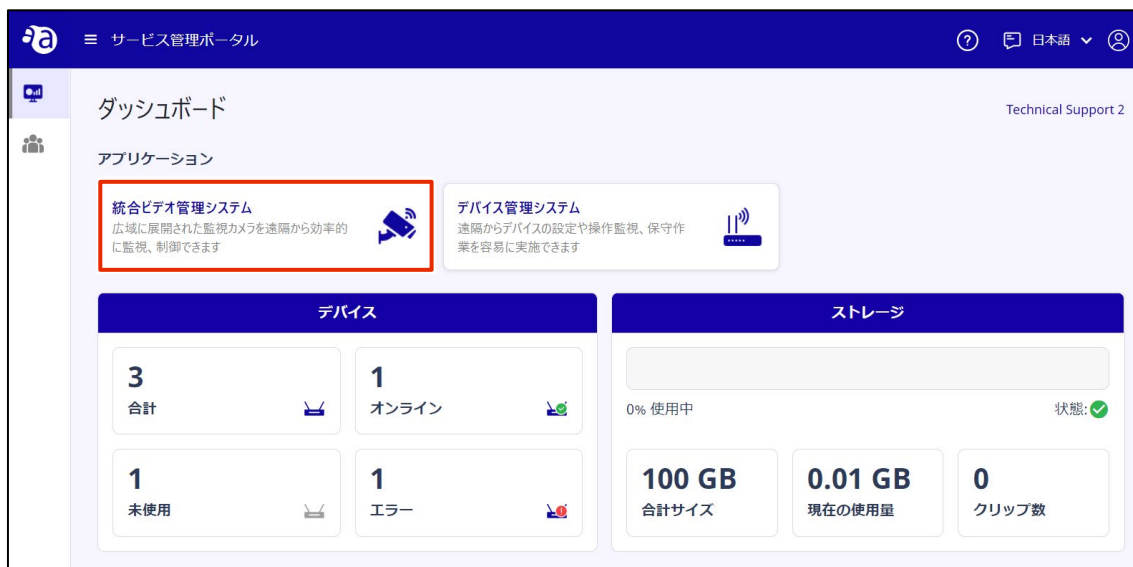 サービス管理ポータル
日本語
ダッシュボード
Technical Support 2
アプリケーション
統合ビデオ管理システム
広域に展開された監視カメラを遠隔から効率的
に監視、制御できます
デバイス管理システム
遠隔からデバイスの設定や操作監視、保守作
業を容易に実施できます
デバイス
3
合計
1
オンライン
1
未使用
1
エラー
ストレージ
0% 使用中
状態:
100 GB
合計サイズ
0.01 GB
現在の使用量
0
クリップ数